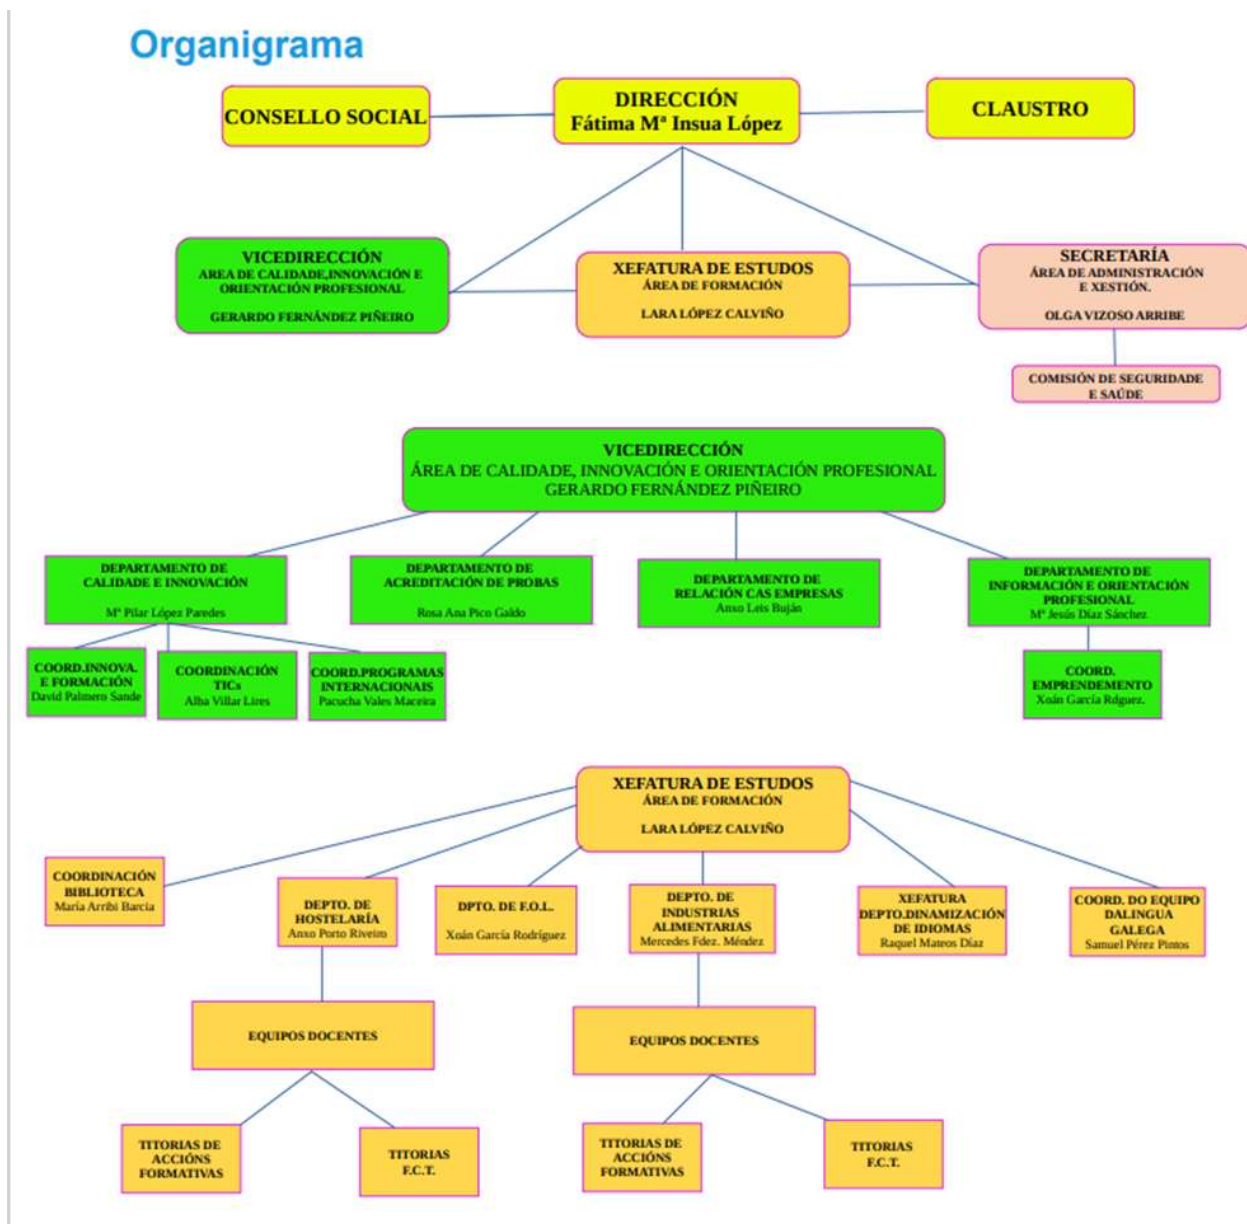 Organigrama
CONSELLO SOCIAL
DIRECCIÓN
Fátima Mª Insua López
CLAUSTRO
VICEDIRECCIÓN
AREA DE CALIDADE,INNOVACIÓN E
ORIENTACIÓN PROFESIONAL
GERARDO FERNÁNDEZ PIÑEIRO
XEFATURA DE ESTUDOS
ÁREA DE FORMACIÓN
LARA LÓPEZ CALVIÑO
SECRETARÍA
ÁREA DE ADMINISTRACIÓN
E XESTIÓN.
OLGA VIZOSO ARRIBE
COMISIÓN DE SEGURIDADE
E SAÚDE
VICEDIRECCIÓN
ÁREA DE CALIDADE, INNOVACIÓN E ORIENTACIÓN PROFESIONAL
GERARDO FERNÁNDEZ PIÑEIRO
DEPARTAMENTO DE
CALIDADE E INNOVACIÓN
Mª Pilar López Paredes
DEPARTAMENTO DE
ACREDITACIÓN DE PROBAS
Rosa Ana Pico Galdo
DEPARTAMENTO DE
RELACIÓN CAS EMPRESAS
Anxo Leis Buján
DEPARTAMENTO DE
INFORMACIÓN E ORIENTACIÓN
PROFESIONAL
Mª Jesús Díaz Sánchez
COORD.INNOVA.
E FORMACIÓN
David Palmero Sande
COORDINACIÓN
TICs
Alba Villar Lires
COORD.PROGRAMAS
INTERNACIONAIS
Pacucha Vales Maceira
COORD.
EMPRENDEMENTO
Xoán García Rdguez.
XEFATURA DE ESTUDOS
ÁREA DE FORMACIÓN
LARA LÓPEZ CALVIÑO
COORDINACIÓN
BIBLIOTECA
María Arribi Barcia
DEPTO. DE
HOSTELARÍA
Anxo Porto Riveiro
DPTO. DE F.O.L.
Xoán García Rodríguez
DEPTO. DE
INDUSTRIAS
ALIMENTARIAS
Mercedes Fdez. Méndez
XEFATURA
DEPTO.DINAMIZACIÓN
DE IDIOMAS
Raquel Mateos Díaz
COORD. DO EQUIPO
DALINGUA
GALEGA
Samuel Pérez Pintos
EQUIPOS DOCENTES
EQUIPOS DOCENTES
TITORIAS DE
ACCIÓNS
FORMATIVAS
TITORIAS
F.C.T.
TITORIAS DE
ACCIÓNS
FORMATIVAS
TITORIAS
F.C.T.